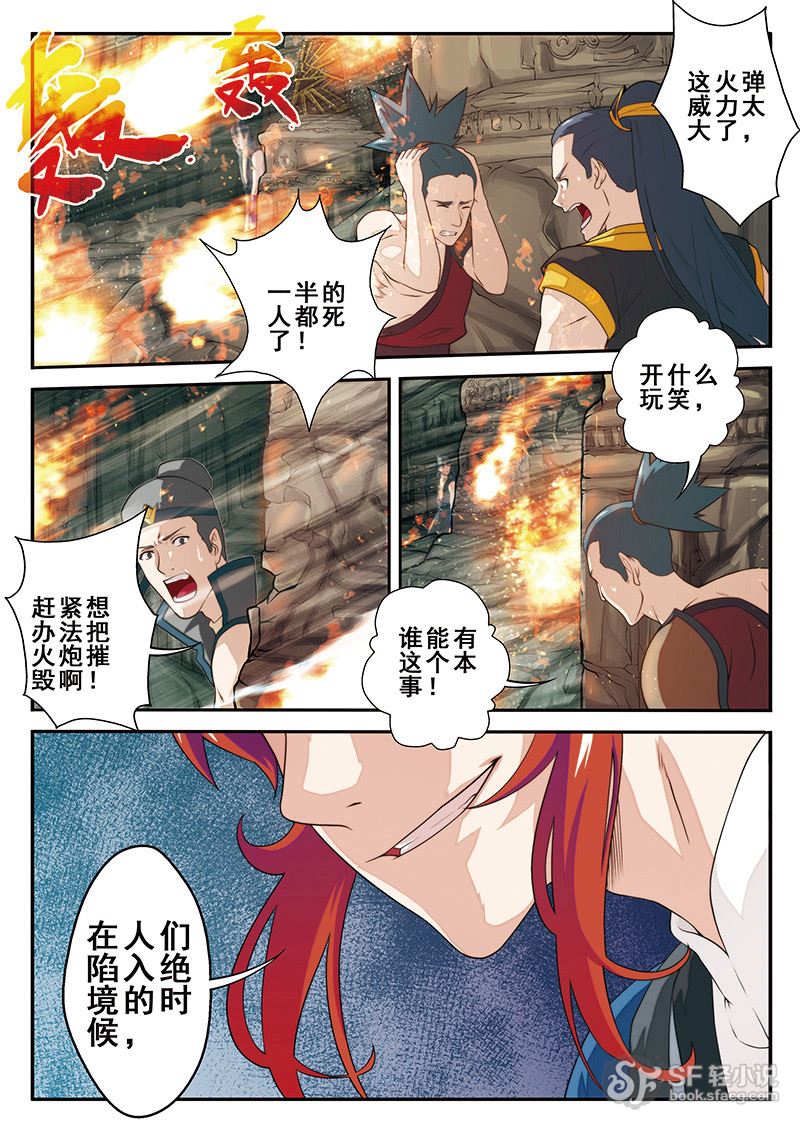 轰
轰
这火弹
威力太
大了，
一半的
人都死
了！
开什么
玩笑，
赶紧想
办法把
火炮摧
毁啊！
谁能有
这个本
事！
在人们
陷入绝
境的时
候，
SF轻小说
book.sfacg.com